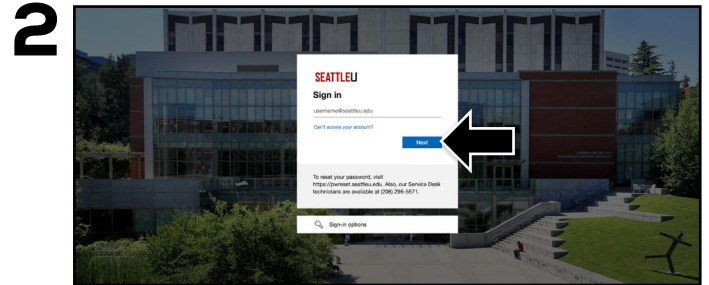 2
SEATTLEU
Sign in
username@seattleu.edu
Can't access your account?
Next
To reset your password, visit
https://pwreset.seattleu.edu. Also, our Service Desk
technicians are available at (206) 296-5571.
Sign-in options